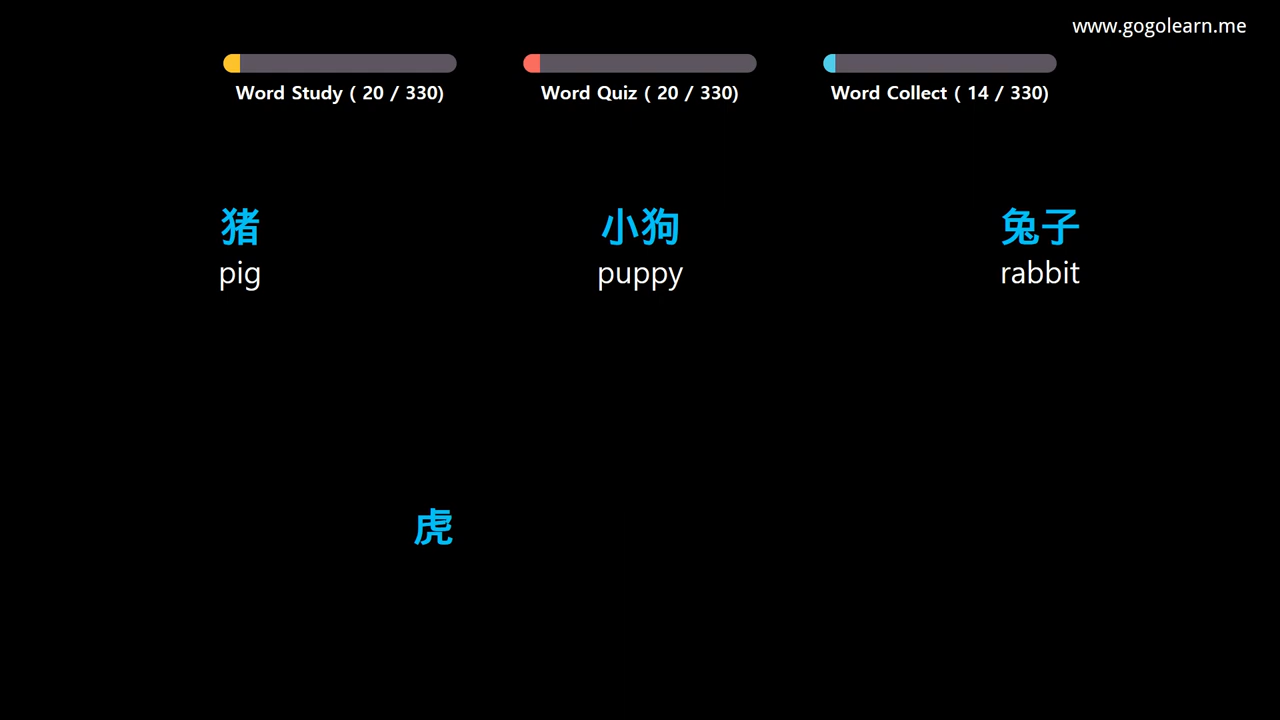 www.gogolearn.me
Word Study ( 20 / 330)
Word Quiz ( 20 / 330)
Word Collect ( 14 / 330)
猪
pig
小狗
puppy
兔子
rabbit
虎